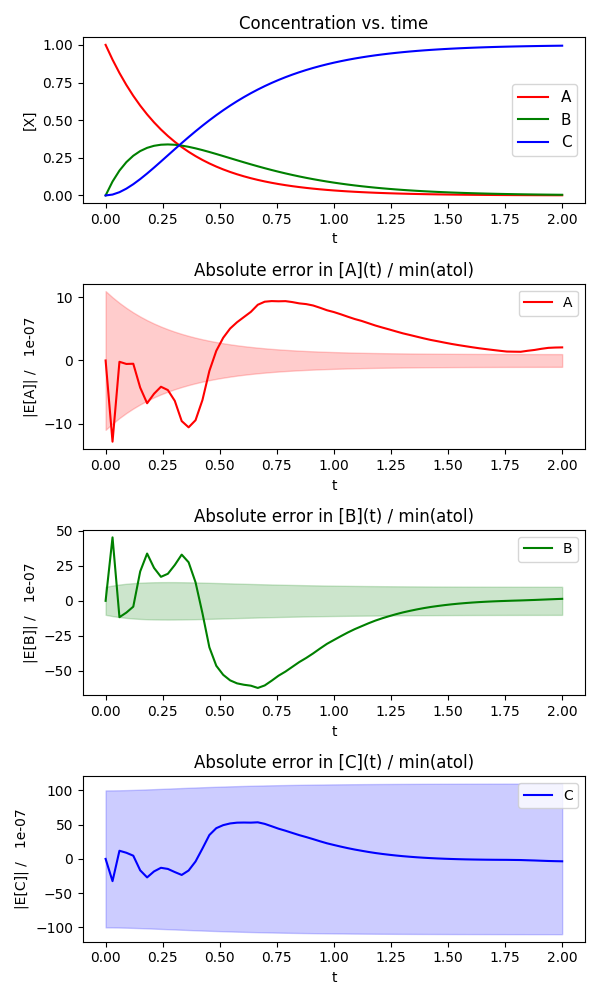 Concentration vs. time
[X]
1.00
0.75
0.50
0.25
0.00
A
B
C
0.00 0.25 0.50 0.75 1.00 1.25 1.50 1.75 2.00
t
Absolute error in [A](t) / min(atol)
|E[A]| / 1e-07
10
0
−10
A
0.00 0.25 0.50 0.75 1.00 1.25 1.50 1.75 2.00
t
Absolute error in [B](t) / min(atol)
|E[B]| / 1e-07
50
25
0
−25
−50
B
0.00 0.25 0.50 0.75 1.00 1.25 1.50 1.75 2.00
t
Absolute error in [C](t) / min(atol)
|E[C]| / 1e-07
100
50
0
−50
−100
C
0.00 0.25 0.50 0.75 1.00 1.25 1.50 1.75 2.00
t